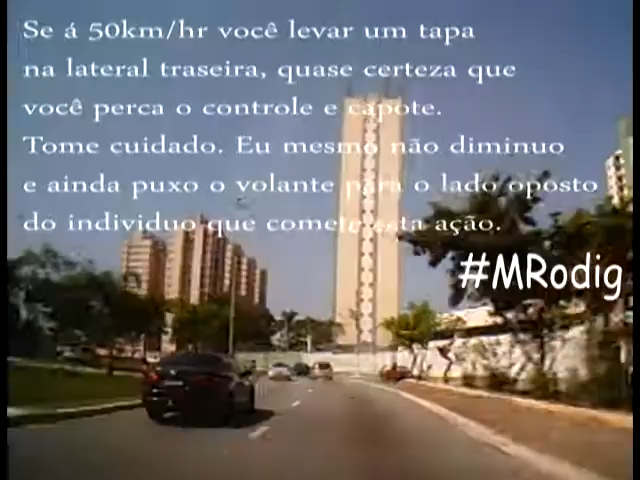 Se á 50km/hr você levar um tapa
na lateral traseira, quase certeza que
você perca o controle e capote.
Tome cuidado. Eu mesmo não diminuo
e ainda puxo o volante para o lado oposto
do individuo que comete esta ação.
#MRodig